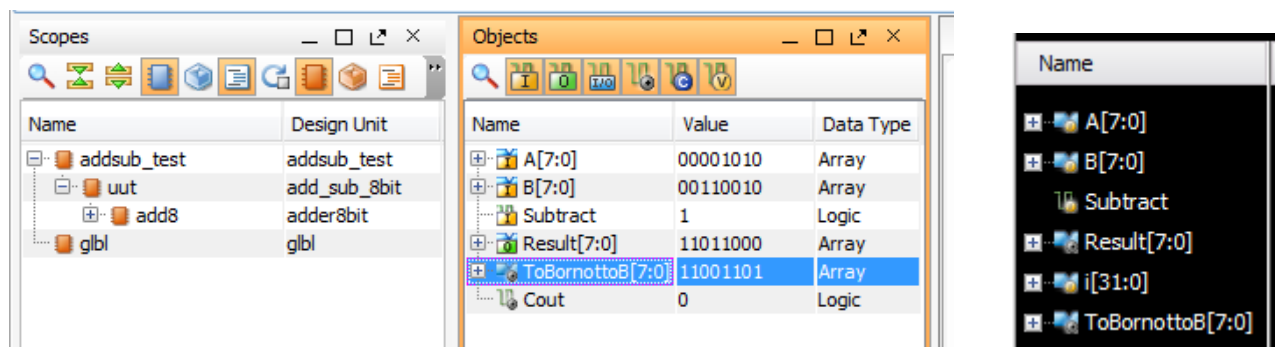 Scopes
Name Design Unit
addsub_test addsub_test
uut add_sub_8bit
add8 adder8bit
glbl glbl
Objects
I O I/O C V
Name Value Data Type
A[7:0] 00001010 Array
B[7:0] 00110010 Array
Subtract 1 Logic
Result[7:0] 11011000 Array
ToBornottoB[7:0] 11001101 Array
Cout 0 Logic
Name
A[7:0]
B[7:0]
Subtract
Result[7:0]
i[31:0]
ToBornottoB[7:0]